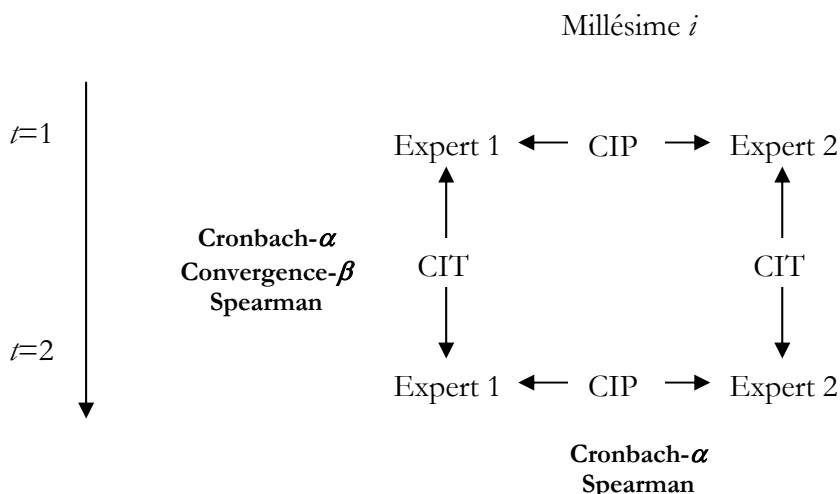 Millésime i
t=1
Expert 1 CIP Expert 2
Cronbach-α
Convergence-β
Spearman
CIT CIT
t=2
Expert 1 CIP Expert 2
Cronbach-α
Spearman